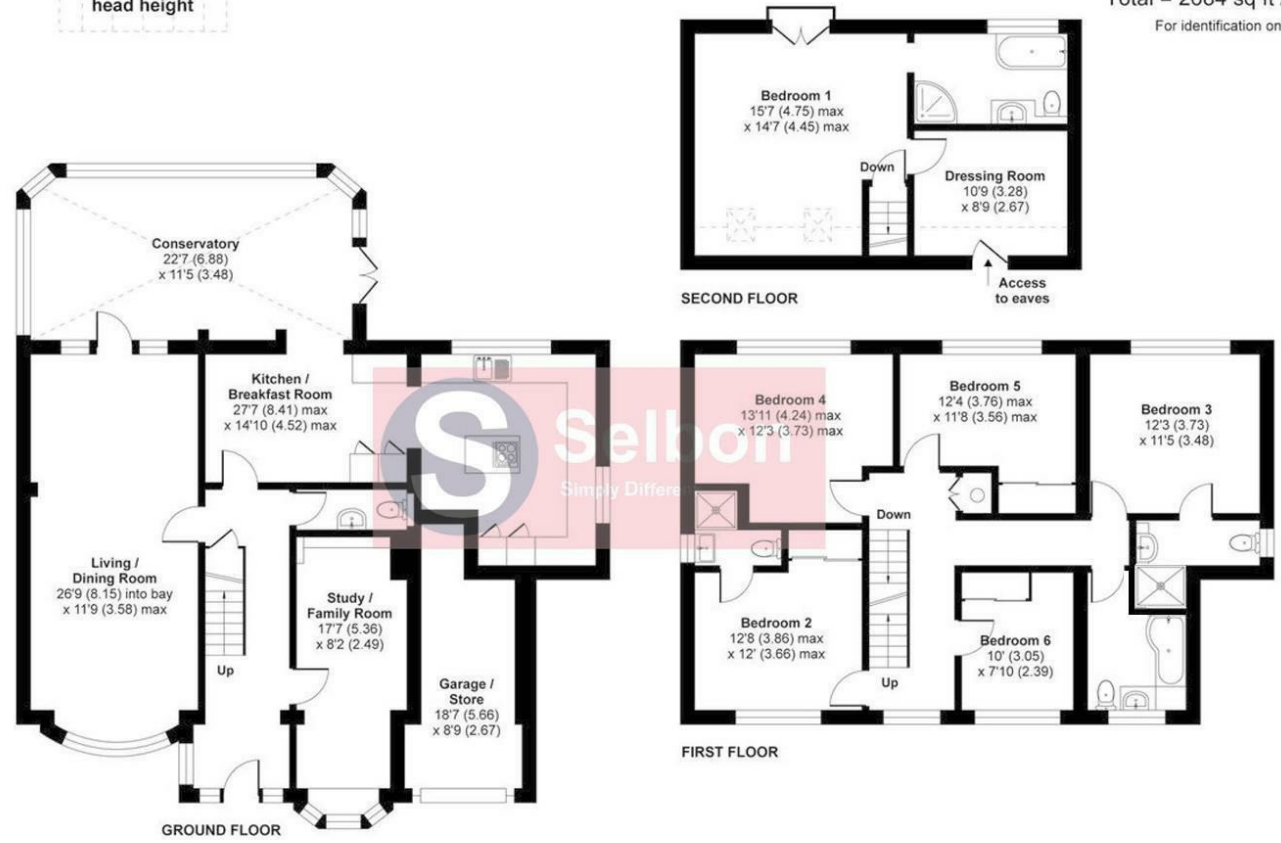 head height
Total = 2084 sq ft
For identification on
Bedroom 1
15'7 (4.75) max
x 14'7 (4.45) max
Down
Dressing Room
10'9 (3.28)
x 8'9 (2.67)
Access
to eaves
SECOND FLOOR
Conservatory
22'7 (6.88)
x 11'5 (3.48)
Kitchen /
Breakfast Room
27'7 (8.41) max
x 14'10 (4.52) max
Living /
Dining Room
26'9 (8.15) into bay
x 11'9 (3.58) max
Study /
Family Room
17'7 (5.36)
x 8'2 (2.49)
Up
Garage /
Store
18'7 (5.66)
x 8'9 (2.67)
GROUND FLOOR
S Selbon
Simply Different
Bedroom 4
13'11 (4.24) max
x 12'3 (3.73) max
Bedroom 5
12'4 (3.76) max
x 11'8 (3.56) max
Bedroom 3
12'3 (3.73)
x 11'5 (3.48)
Down
Bedroom 2
12'8 (3.86) max
x 12' (3.66) max
Up
Bedroom 6
10' (3.05)
x 7'10 (2.39)
FIRST FLOOR